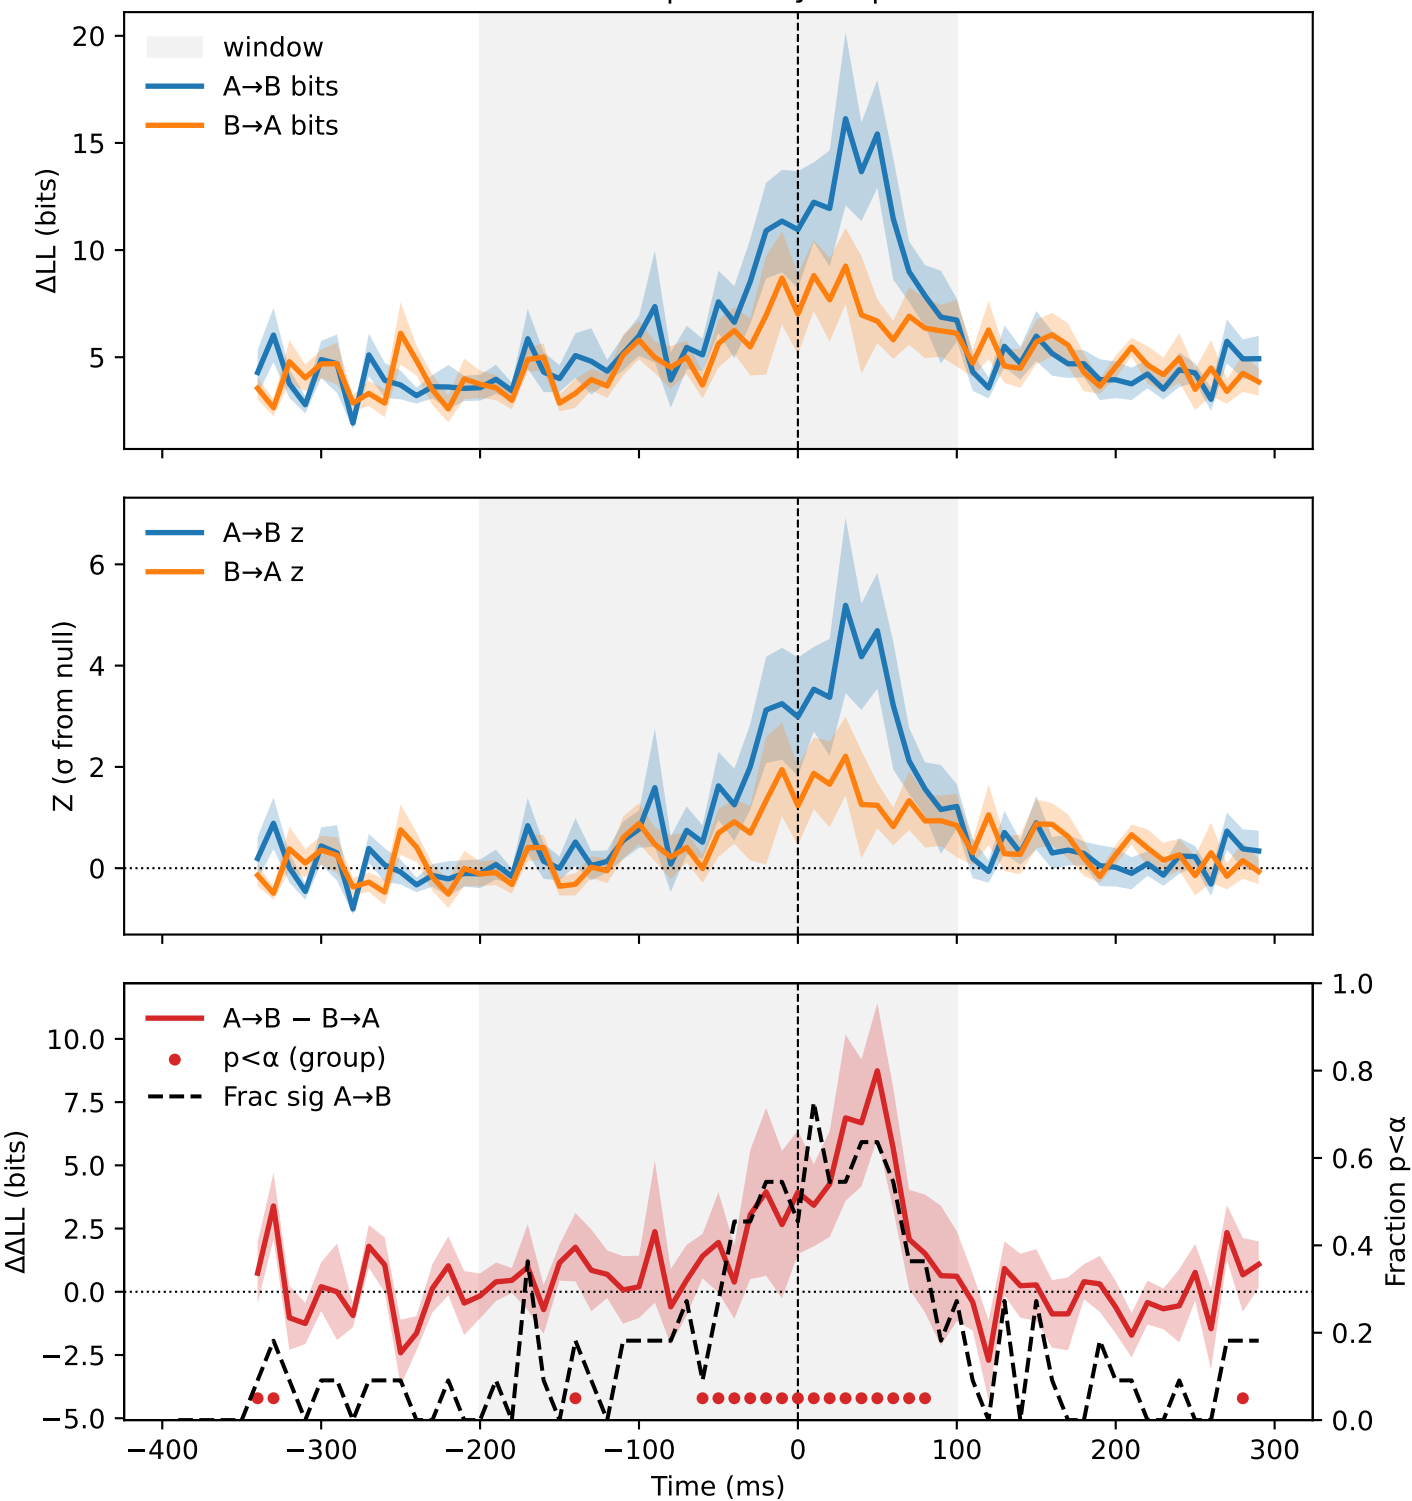 20
15
10
5
ΔLL (bits)
window
A→B bits
B→A bits
6
4
2
0
Z (σ from null)
A→B z
B→A z
10.0
7.5
5.0
2.5
0.0
−2.5
−5.0
ΔΔLL (bits)
A→B − B→A
p<α (group)
Frac sig A→B
1.0
0.8
0.6
0.4
0.2
0.0
Fraction p<α
−400
−300
−200
−100
0
100
200
300
Time (ms)